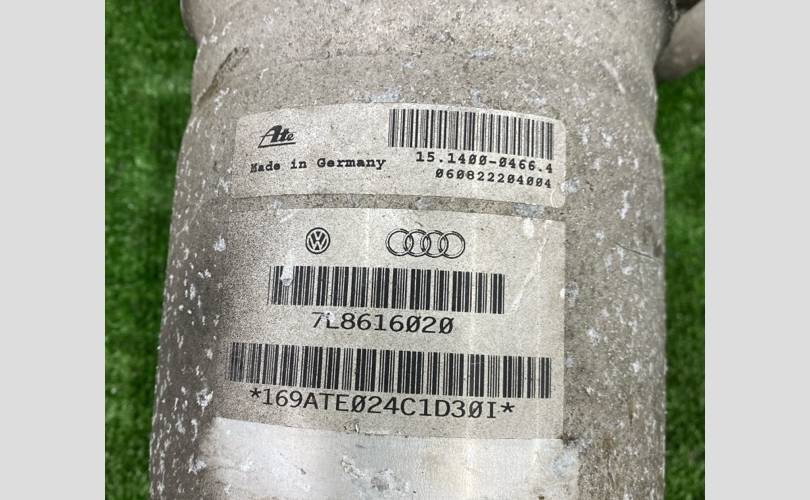 Ate
15.1400-0466.4
Made in Germany
060822204004
7L8616020
*169ATE024C1D30I*